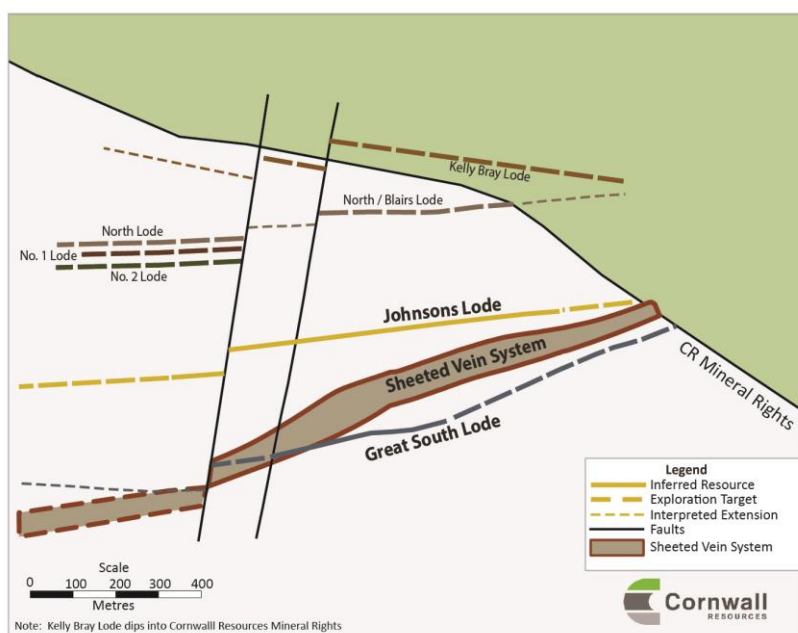 Kelly Bray Lode
North / Blairs Lode
North Lode
No. 1 Lode
No. 2 Lode
Johnsons Lode
Sheeted Vein System
Great South Lode
CR Mineral Rights
Legend
Inferred Resource
Exploration Target
Interpreted Extension
Faults
Sheeted Vein System
Scale
0 100 200 300 400
Metres
Cornwall
RESOURCES
Note: Kelly Bray Lode dips into Cornwalll Resources Mineral Rights